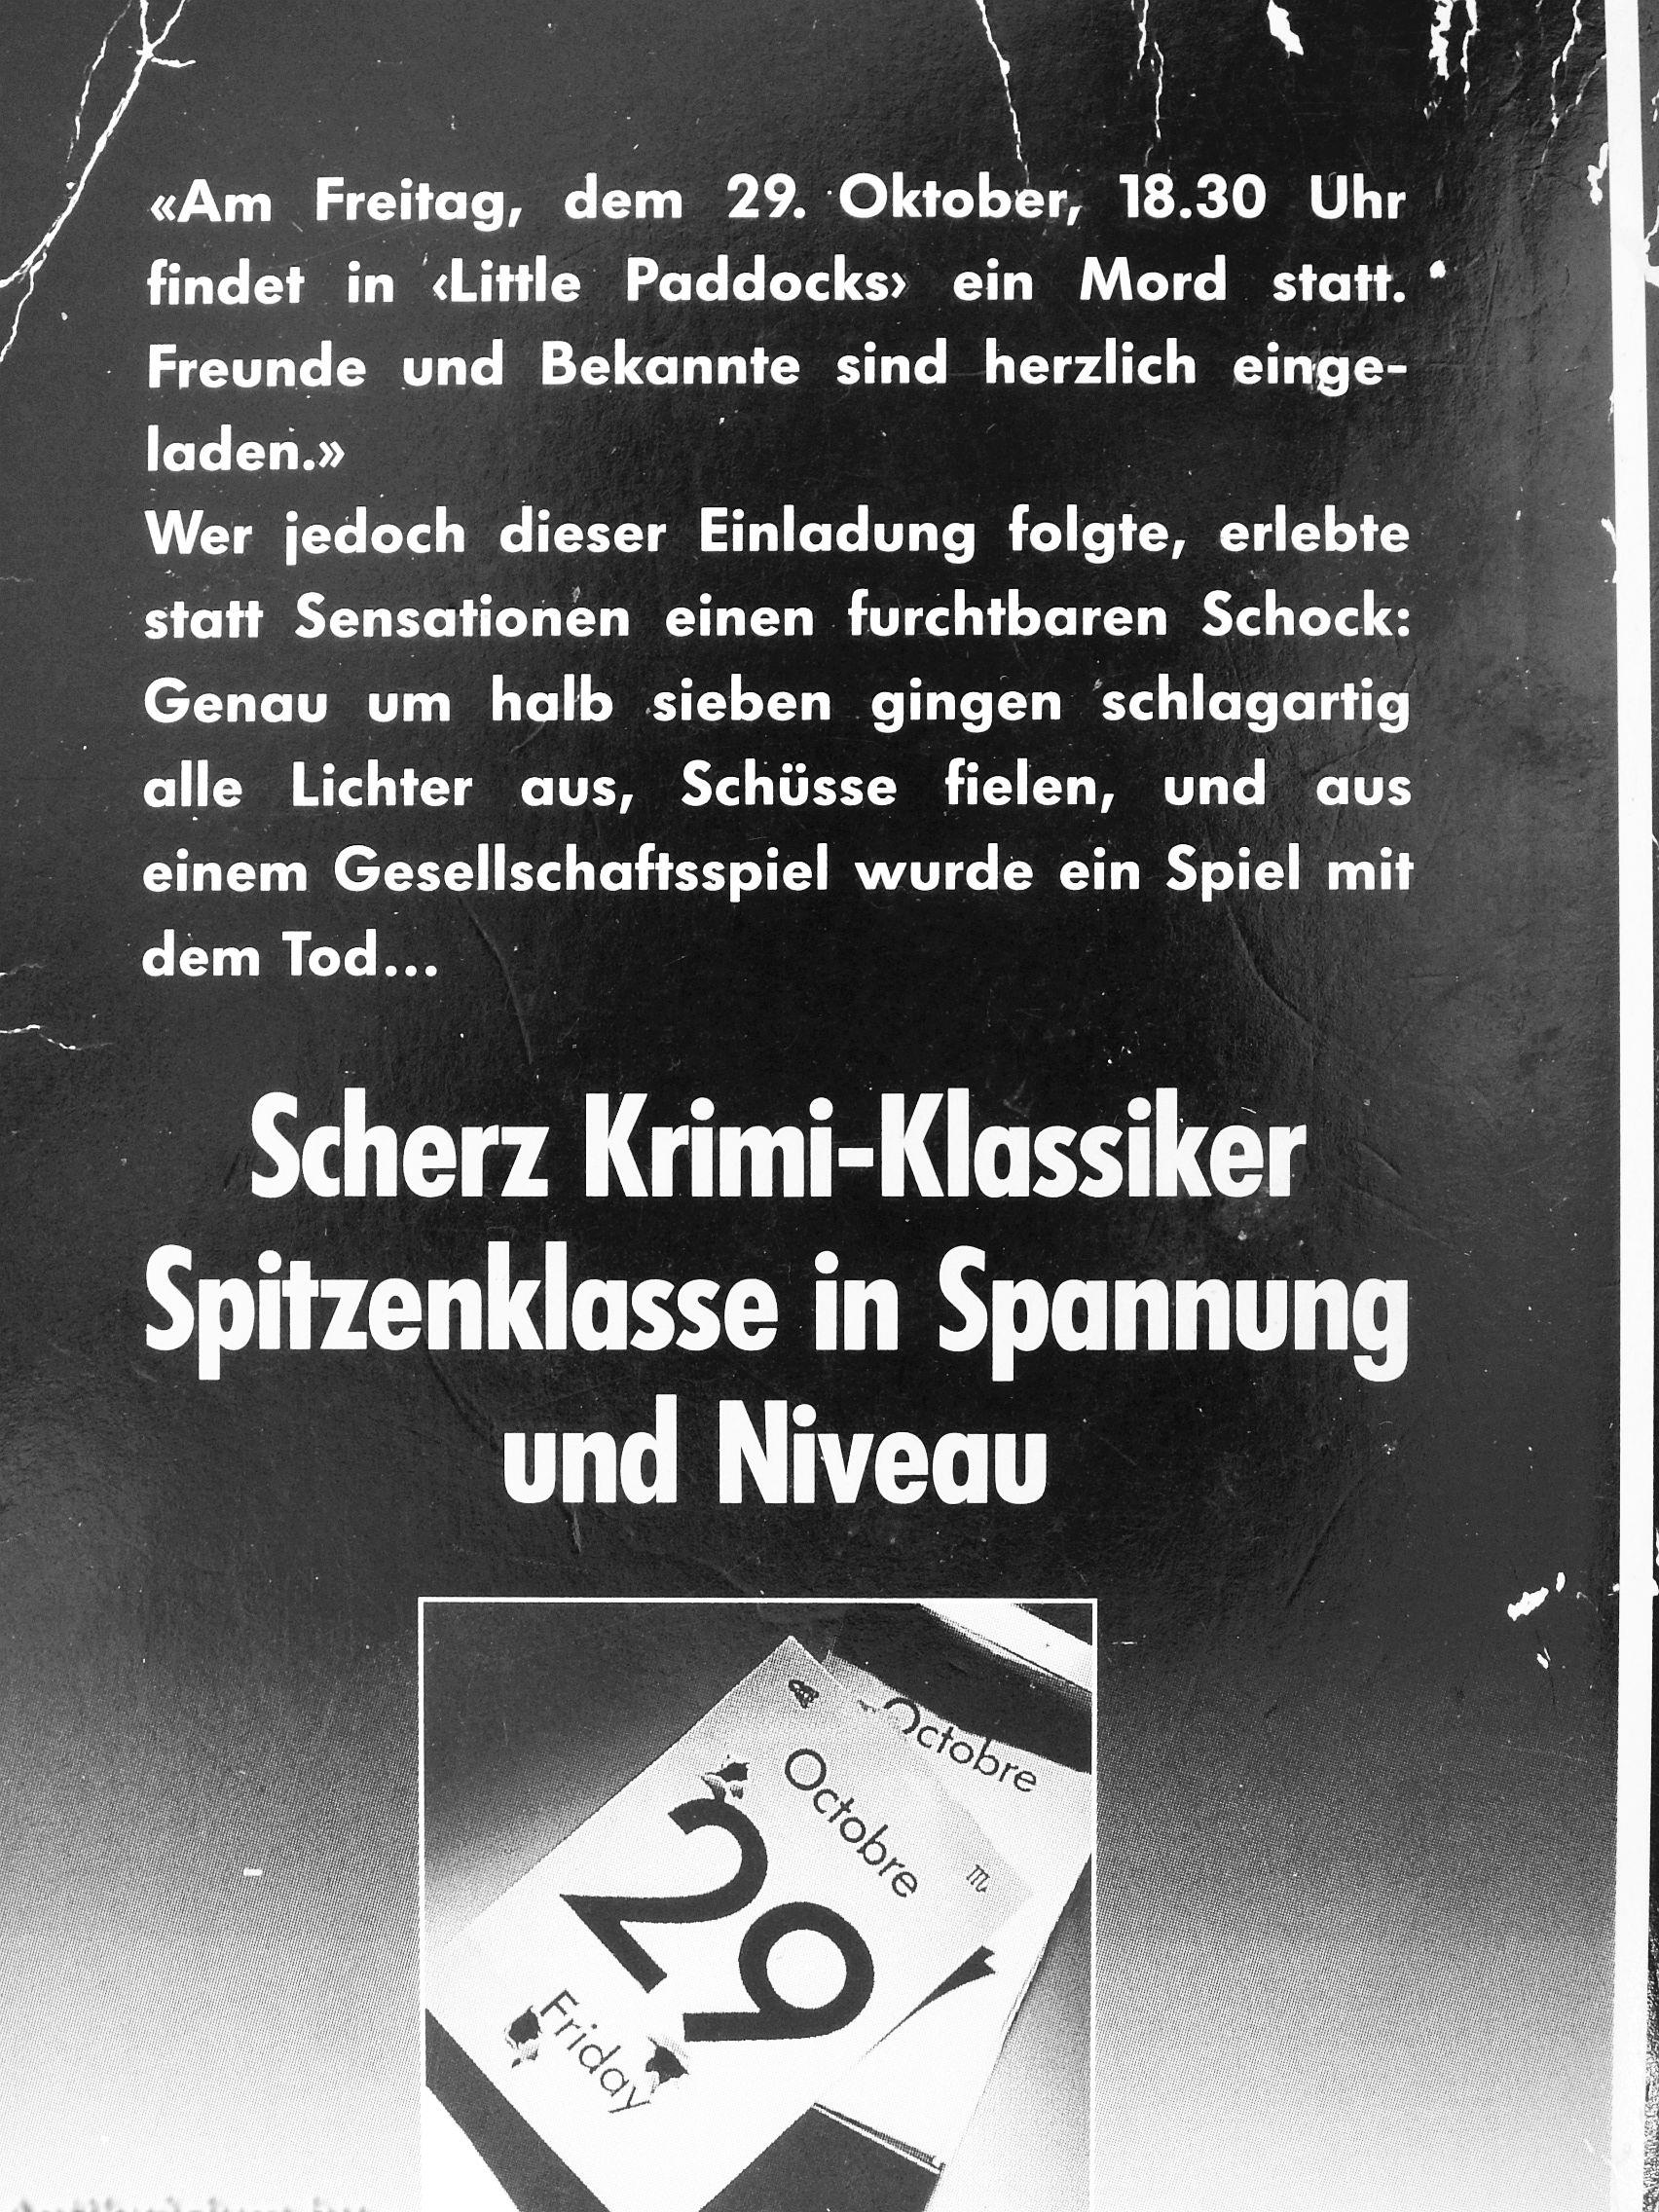 «Am Freitag, dem 29. Oktober, 18.30 Uhr
findet in ‹Little Paddocks› ein Mord statt.
Freunde und Bekannte sind herzlich einge-
laden.»
Wer jedoch dieser Einladung folgte, erlebte
statt Sensationen einen furchtbaren Schock:
Genau um halb sieben gingen schlagartig
alle Lichter aus, Schüsse fielen, und aus
einem Gesellschaftsspiel wurde ein Spiel mit
dem Tod...
Scherz Krimi-Klassiker
Spitzenklasse in Spannung
und Niveau
Octobre
Octobre
29
Friday